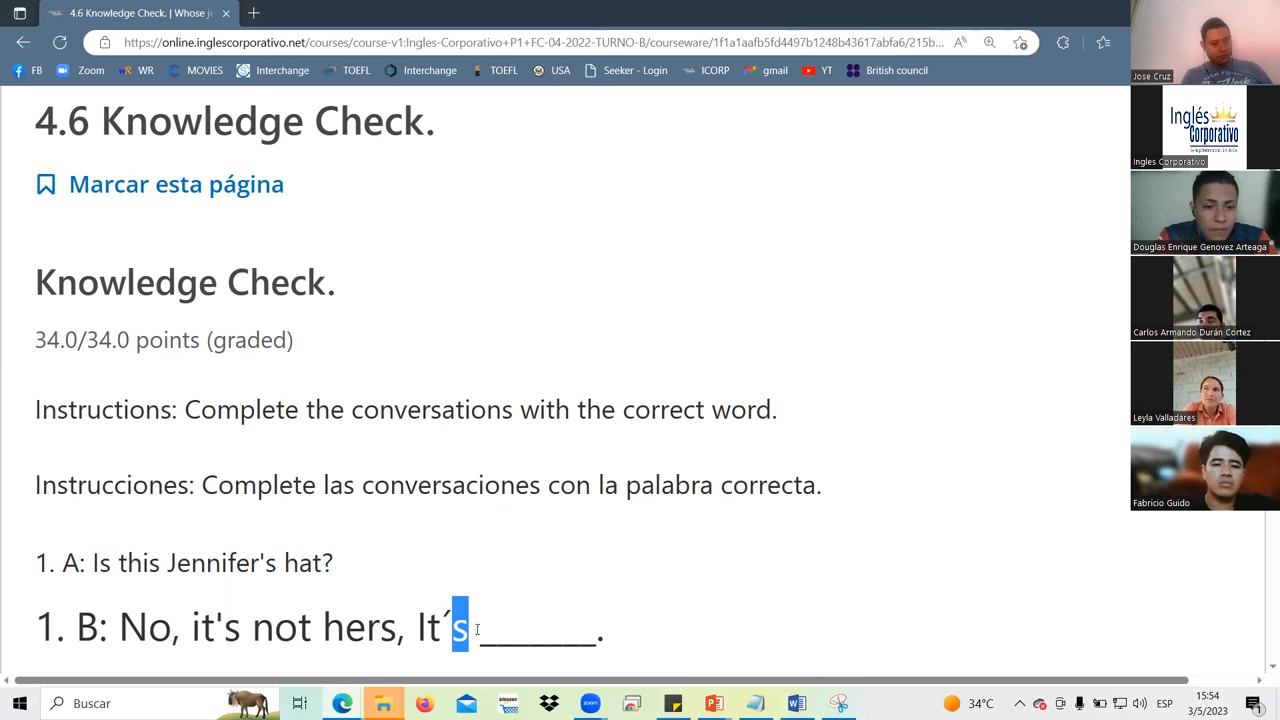 4.6 Knowledge Check. | Whose je
https://online.inglescorporativo.net/courses/course-v1:Ingles-Corporativo+P1+FC-04-2022-TURNO-B/courseware/1f1a1aafb5fd4497b1248b43617abfa6/215b...
FB Zoom WR MOVIES Interchange TOEFL Interchange TOEFL USA Seeker - Login ICORP gmail YT British council
4.6 Knowledge Check.
Marcar esta página
Knowledge Check.
34.0/34.0 points (graded)
Instructions: Complete the conversations with the correct word.
Instrucciones: Complete las conversaciones con la palabra correcta.
1. A: Is this Jennifer's hat?
1. B: No, it's not hers, It´s _______.
Jose Cruz
Inglés
Corporativo
Ingles Corporativo
Douglas Enrique Genovez Arteaga
Carlos Armando Durán Cortez
Leyla Valladares
Fabricio Guido
Buscar
34°C
ESP
15:54
3/5/2023